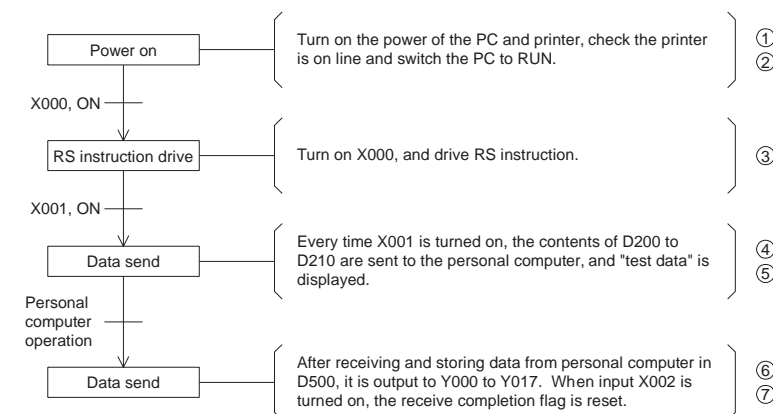 Power on
Turn on the power of the PC and printer, check the printer
is on line and switch the PC to RUN.
①
②
X000, ON
RS instruction drive
Turn on X000, and drive RS instruction.
③
X001, ON
Data send
Every time X001 is turned on, the contents of D200 to
D210 are sent to the personal computer, and "test data" is
displayed.
④
⑤
Personal
computer
operation
Data send
After receiving and storing data from personal computer in
D500, it is output to Y000 to Y017. When input X002 is
turned on, the receive completion flag is reset.
⑥
⑦